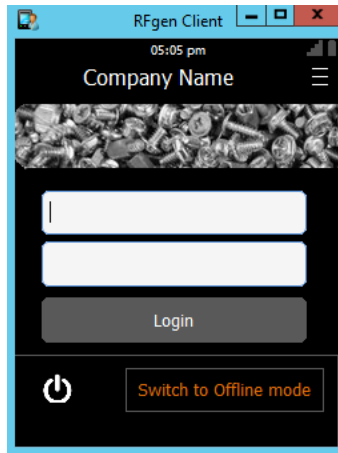 RFgen Client
05:05 pm
Company Name
Login
Switch to Offline mode